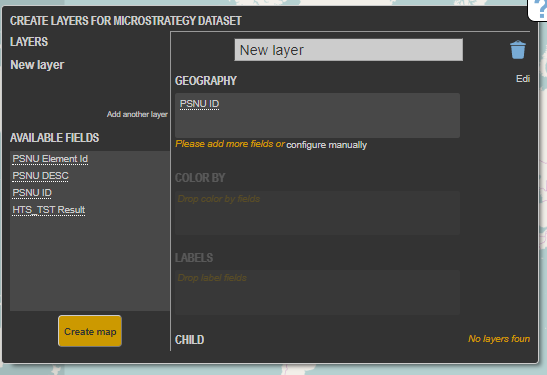 CREATE LAYERS FOR MICROSTRATEGY DATASET
?
LAYERS
New layer
Add another layer
AVAILABLE FIELDS
PSNU Element Id
PSNU DESC
PSNU ID
HTS_TST Result
Create map
New layer
GEOGRAPHY
Edi
PSNU ID
Please add more fields or configure manually
COLOR BY
Drop color by fields
LABELS
Drop label fields
CHILD
No layers foun